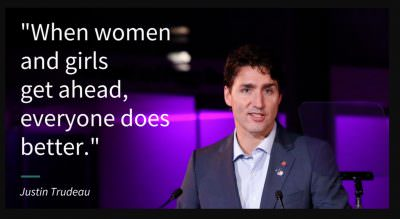 "When women
and girls
get ahead,
everyone does
better."
Justin Trudeau